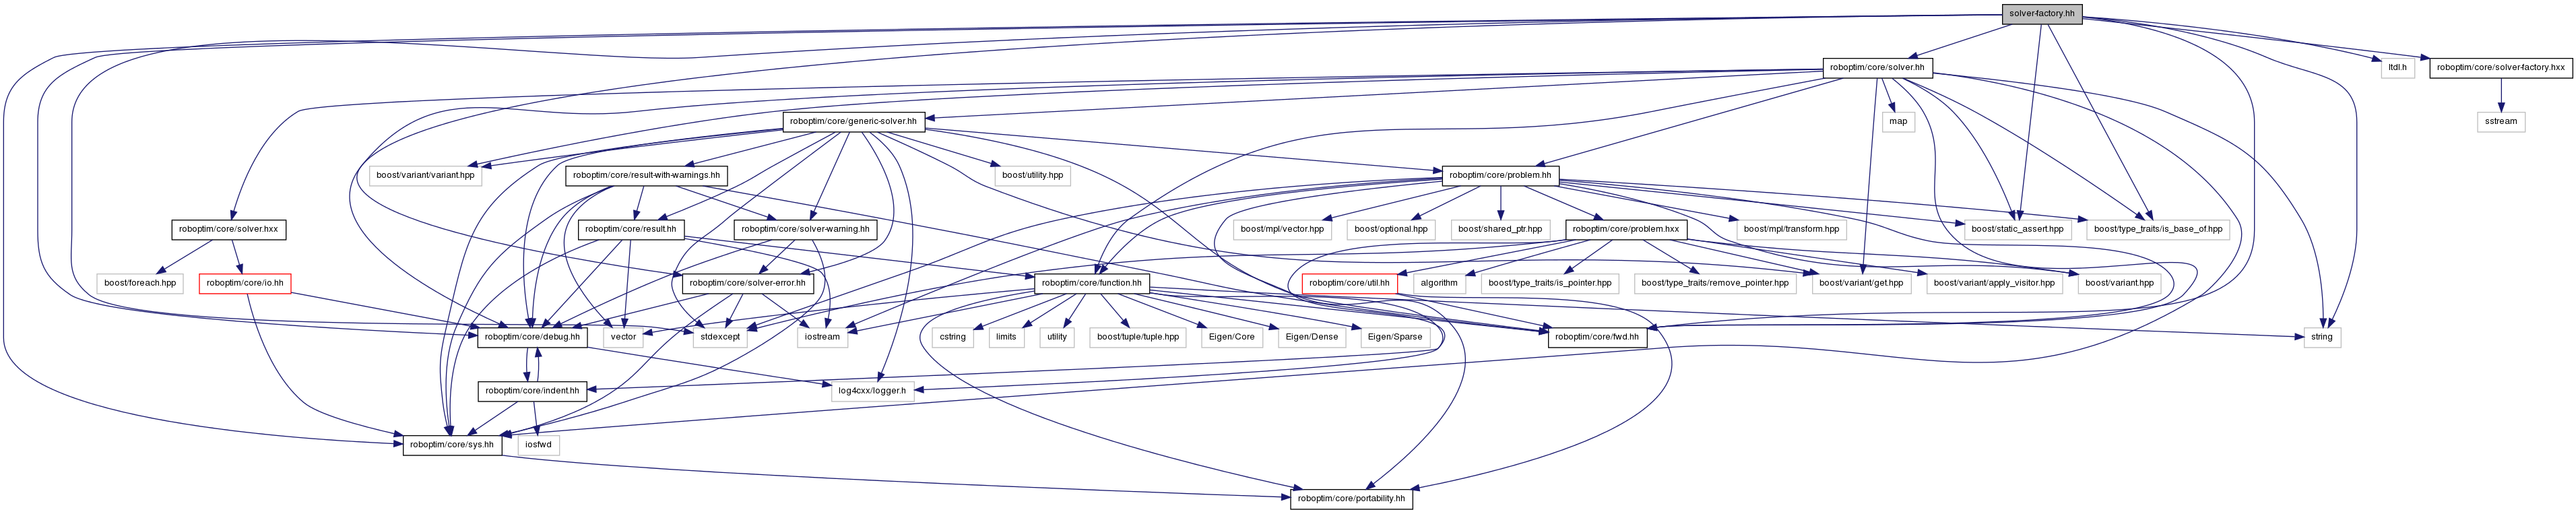 solver-factory.hh
roboptim/core/solver.hh
ltdl.h
roboptim/core/solver-factory.hxx
roboptim/core/generic-solver.hh
map
sstream
boost/variant/variant.hpp
roboptim/core/result-with-warnings.hh
boost/utility.hpp
roboptim/core/problem.hh
roboptim/core/solver.hxx
roboptim/core/result.hh
roboptim/core/solver-warning.hh
boost/mpl/vector.hpp
boost/optional.hpp
boost/shared_ptr.hpp
roboptim/core/problem.hxx
boost/mpl/transform.hpp
boost/static_assert.hpp
boost/type_traits/is_base_of.hpp
boost/foreach.hpp
roboptim/core/io.hh
roboptim/core/solver-error.hh
roboptim/core/function.hh
roboptim/core/util.hh
algorithm
boost/type_traits/is_pointer.hpp
boost/type_traits/remove_pointer.hpp
boost/variant/get.hpp
boost/variant/apply_visitor.hpp
boost/variant.hpp
roboptim/core/debug.hh
vector
stdexcept
iostream
cstring
limits
utility
boost/tuple/tuple.hpp
Eigen/Core
Eigen/Dense
Eigen/Sparse
roboptim/core/fwd.hh
string
roboptim/core/indent.hh
log4cxx/logger.h
roboptim/core/sys.hh
iosfwd
roboptim/core/portability.hh